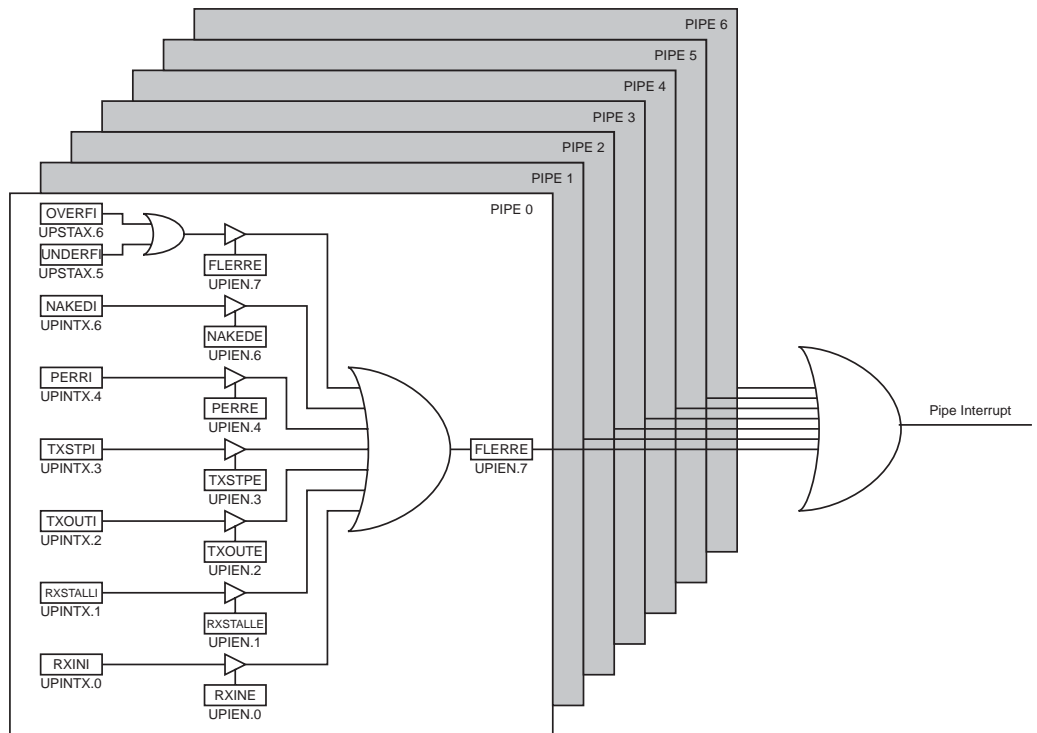 PIPE 6
PIPE 5
PIPE 4
PIPE 3
PIPE 2
PIPE 1
PIPE 0
OVERFI
UPSTAX.6
UNDERFI
UPSTAX.5
FLERRE
UPIEN.7
NAKEDI
UPINTX.6
NAKEDE
UPIEN.6
PERRI
UPINTX.4
PERRE
UPIEN.4
TXSTPI
UPINTX.3
TXSTPE
UPIEN.3
FLERRE
UPIEN.7
Pipe Interrupt
TXOUTI
UPINTX.2
TXOUTE
UPIEN.2
RXSTALLI
UPINTX.1
RXSTALLE
UPIEN.1
RXINI
UPINTX.0
RXINE
UPIEN.0